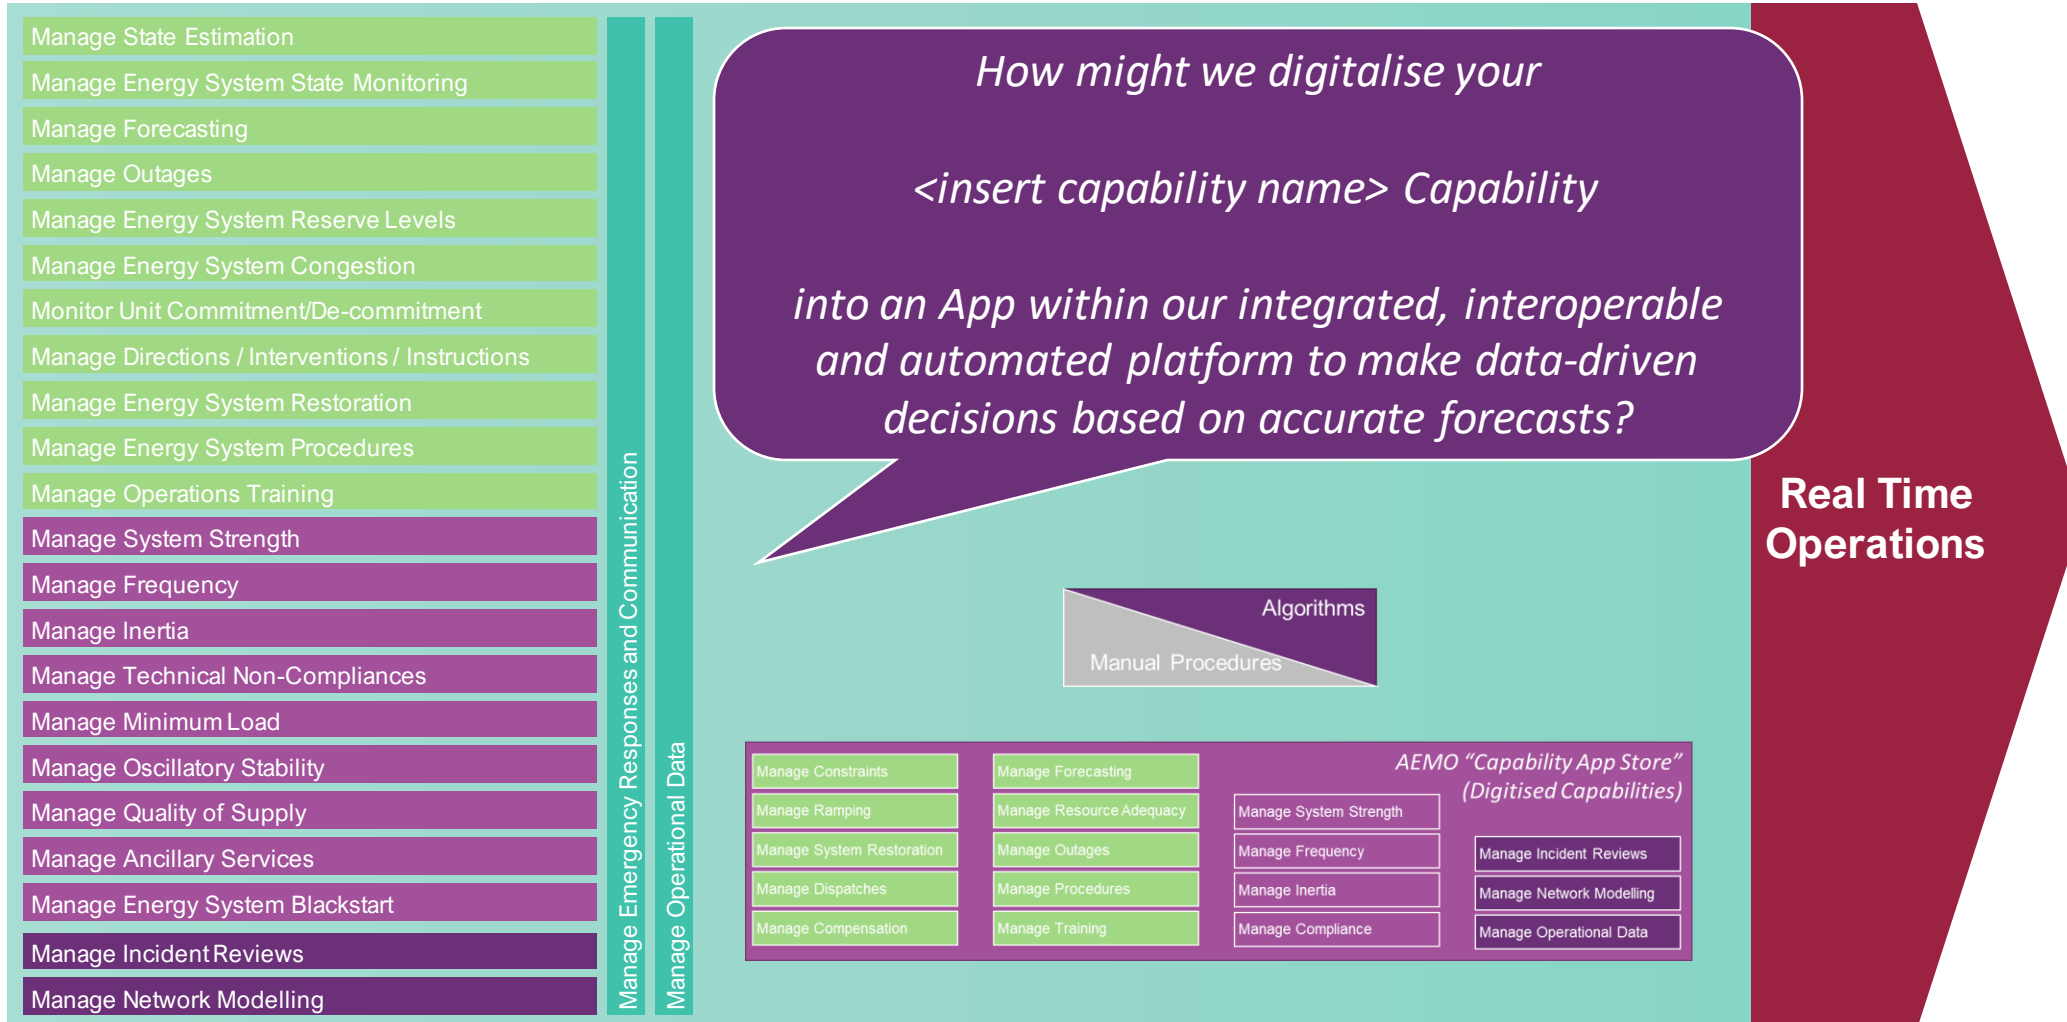 Manage State Estimation
Manage Energy System State Monitoring
Manage Forecasting
Manage Outages
Manage Energy System Reserve Levels
Manage Energy System Congestion
Monitor Unit Commitment/De-commitment
Manage Directions / Interventions / Instructions
Manage Energy System Restoration
Manage Energy System Procedures
Manage Operations Training
Manage System Strength
Manage Frequency
Manage Inertia
Manage Technical Non-Compliances
Manage Minimum Load
Manage Oscillatory Stability
Manage Quality of Supply
Manage Ancillary Services
Manage Energy System Blackstart
Manage Incident Reviews
Manage Network Modelling
Manage Emergency Responses and Communication
Manage Operational Data
How might we digitalise your
<insert capability name> Capability
into an App within our integrated, interoperable
and automated platform to make data-driven
decisions based on accurate forecasts?
Algorithms
Manual Procedures
AEMO “Capability App Store”
(Digitised Capabilities)
Manage Constraints
Manage Ramping
Manage System Restoration
Manage Dispatches
Manage Compensation
Manage Forecasting
Manage Resource Adequacy
Manage Outages
Manage Procedures
Manage Training
Manage System Strength
Manage Frequency
Manage Inertia
Manage Compliance
Manage Incident Reviews
Manage Network Modelling
Manage Operational Data
Real Time
Operations